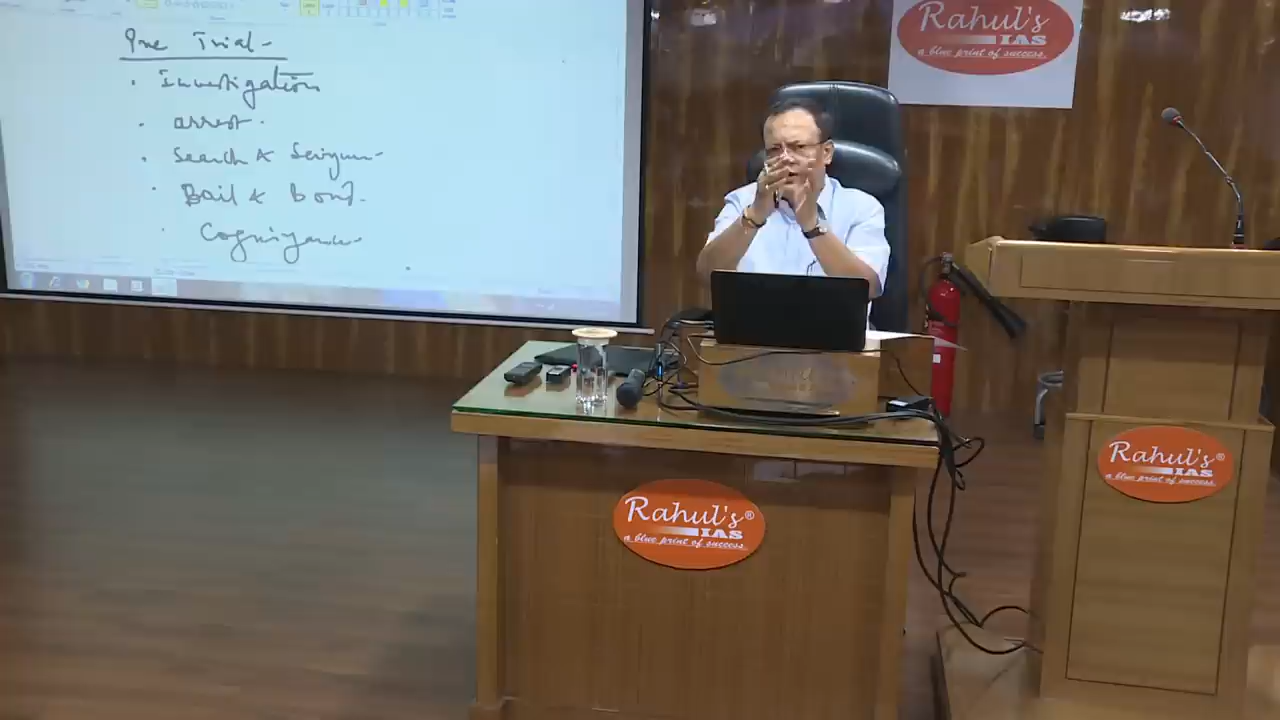 Pre Trial -
. Investigation
. arrest .
. Search & Seizure -
. Bail & bond .
. Cognizance
Rahul's
IAS
a blue print of success.
Rahul's®
IAS
a blue print of success.
Rahul's®
IAS
a blue print of success.